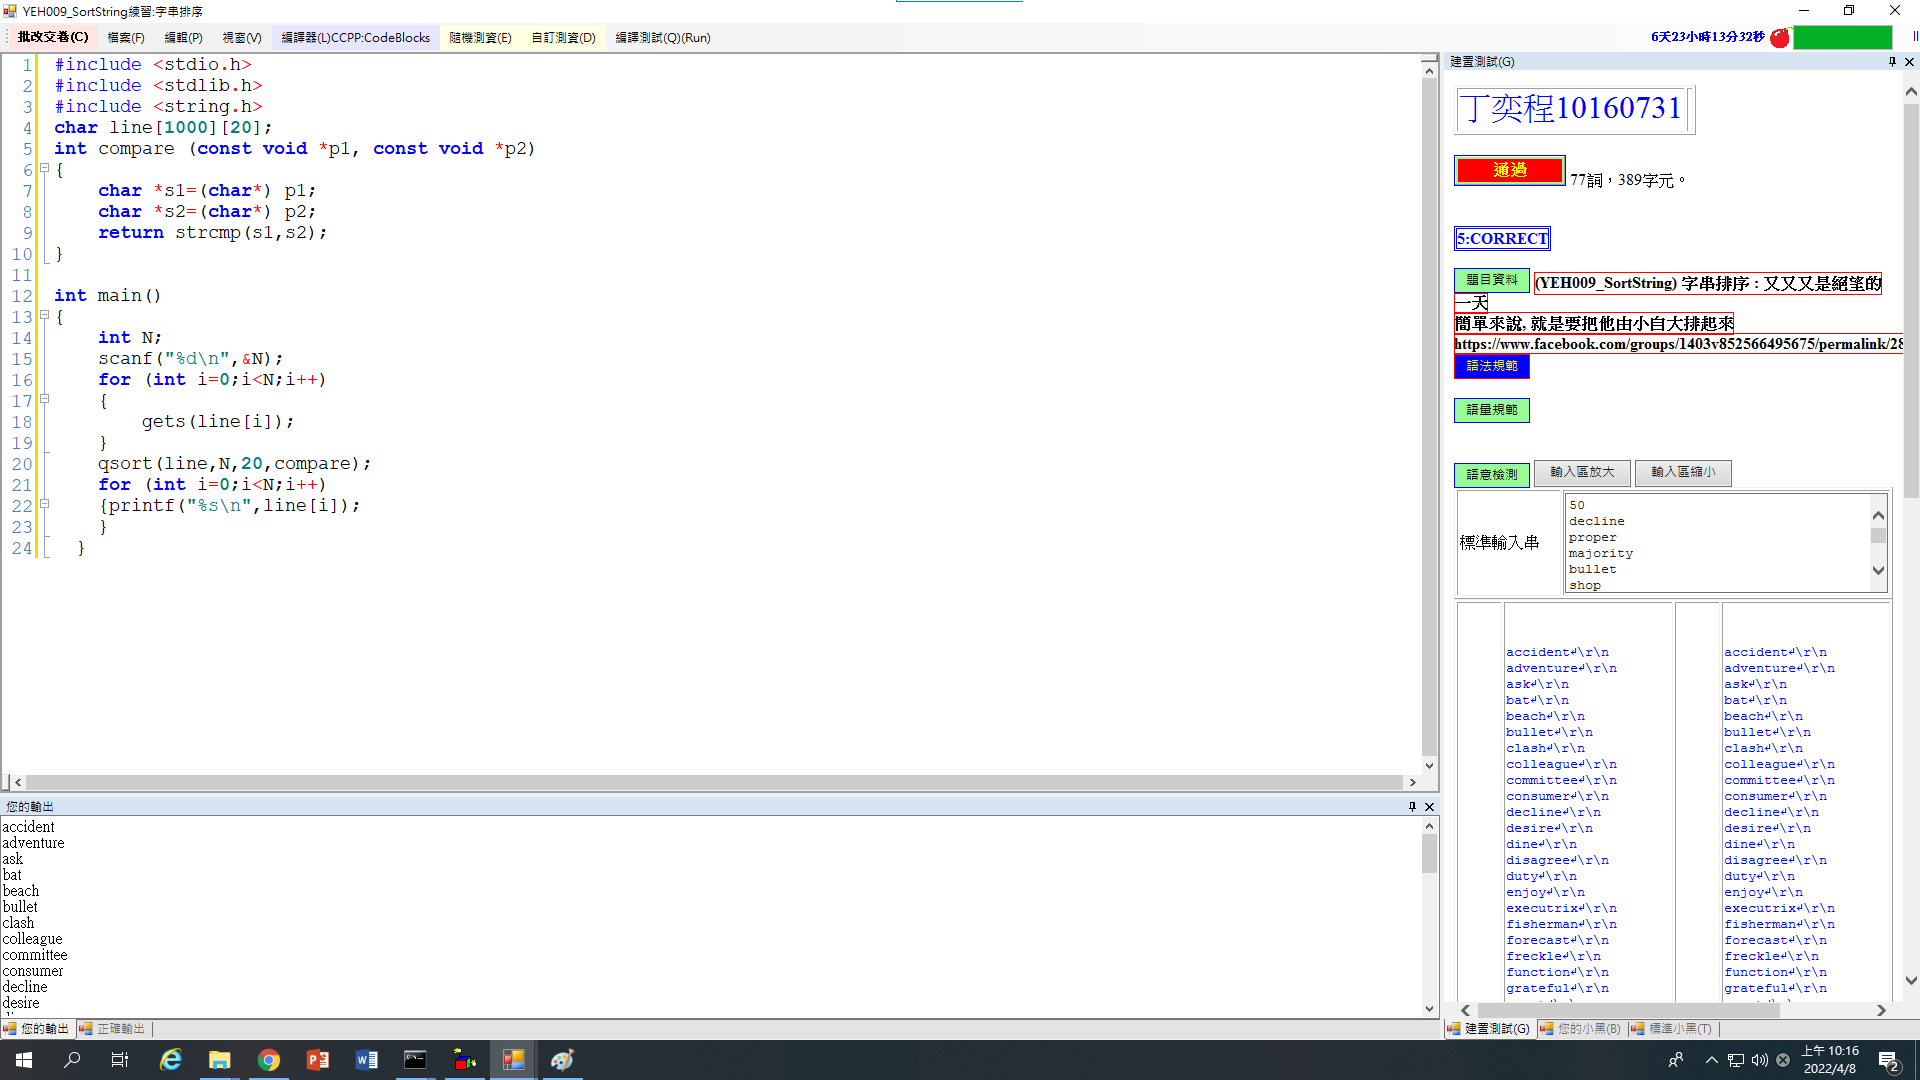 YEH009_SortString練習:字串排序
批改交卷(C) 檔案(F) 編輯(P) 視窗(V) 編譯器(L)CCPP:CodeBlocks 隨機測資(E) 自訂測資(D) 編譯測試(Q)(Run)
6天23小時13分32秒
1 #include <stdio.h>
2 #include <stdlib.h>
3 #include <string.h>
4 char line[1000][20];
5 int compare (const void *p1, const void *p2)
6 {
7     char *s1=(char*) p1;
8     char *s2=(char*) p2;
9     return strcmp(s1,s2);
10 }
11
12 int main()
13 {
14     int N;
15     scanf("%d\n",&N);
16     for (int i=0;i<N;i++)
17     {
18         gets(line[i]);
19     }
20     qsort(line,N,20,compare);
21     for (int i=0;i<N;i++)
22     {printf("%s\n",line[i]);
23     }
24   }
您的輸出
accident
adventure
ask
bat
beach
bullet
clash
colleague
committee
consumer
decline
desire
您的輸出 正確輸出
建置測試(G)
丁奕程10160731
通過 77詞，389字元。
5:CORRECT
題目資料 (YEH009_SortString) 字串排序 : 又又又是絕望的
一天
簡單來說, 就是要把他由小自大排起來
https://www.facebook.com/groups/1403v852566495675/permalink/28
語法規範
語量規範
語意檢測 輸入區放大 輸入區縮小
標準輸入串
50
decline
proper
majority
bullet
shop
accident↲\r\n accident↲\r\n
adventure↲\r\n adventure↲\r\n
ask↲\r\n ask↲\r\n
bat↲\r\n bat↲\r\n
beach↲\r\n beach↲\r\n
bullet↲\r\n bullet↲\r\n
clash↲\r\n clash↲\r\n
colleague↲\r\n colleague↲\r\n
committee↲\r\n committee↲\r\n
consumer↲\r\n consumer↲\r\n
decline↲\r\n decline↲\r\n
desire↲\r\n desire↲\r\n
dine↲\r\n dine↲\r\n
disagree↲\r\n disagree↲\r\n
duty↲\r\n duty↲\r\n
enjoy↲\r\n enjoy↲\r\n
executrix↲\r\n executrix↲\r\n
fisherman↲\r\n fisherman↲\r\n
forecast↲\r\n forecast↲\r\n
freckle↲\r\n freckle↲\r\n
function↲\r\n function↲\r\n
grateful↲\r\n grateful↲\r\n
建置測試(G) 您的小黑(B) 標準小黑(T)
上午 10:16
2022/4/8
2